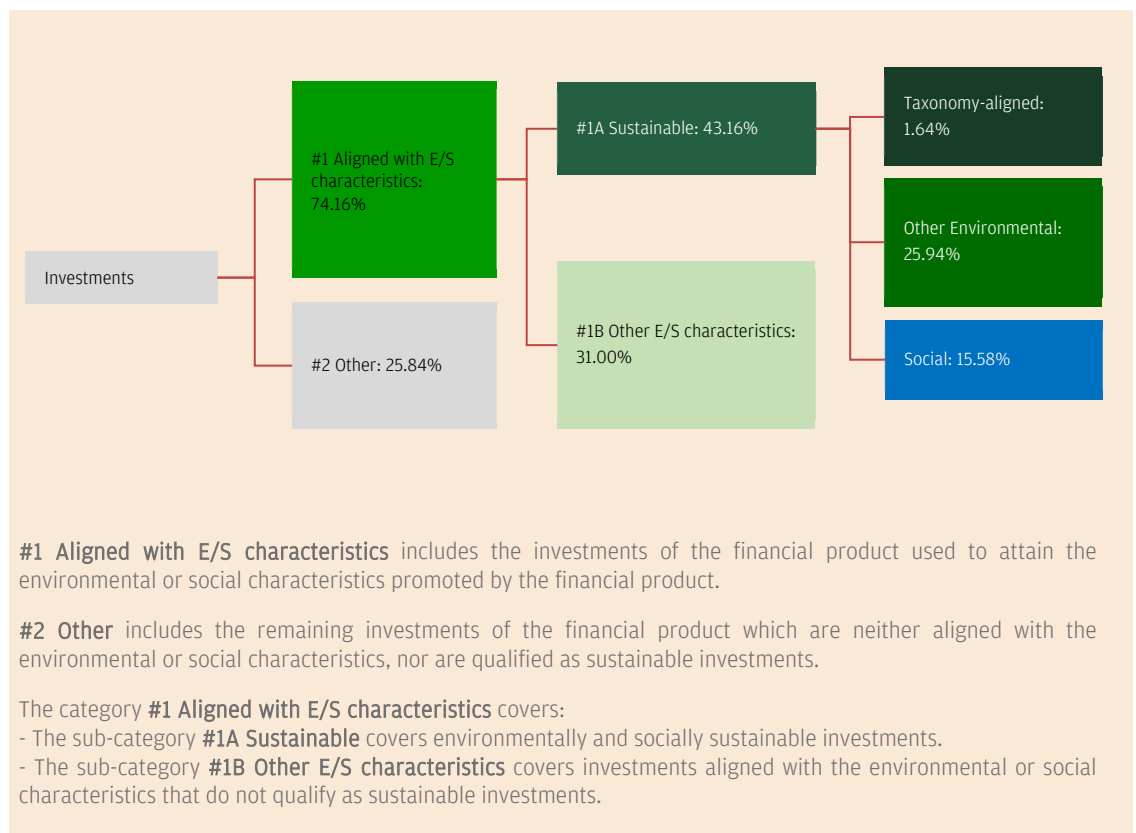 Investments
#1 Aligned with E/S
characteristics:
74.16%
#2 Other: 25.84%
#1A Sustainable: 43.16%
#1B Other E/S characteristics:
31.00%
Taxonomy-aligned:
1.64%
Other Environmental:
25.94%
Social: 15.58%
#1 Aligned with E/S characteristics includes the investments of the financial product used to attain the
environmental or social characteristics promoted by the financial product.
#2 Other includes the remaining investments of the financial product which are neither aligned with the
environmental or social characteristics, nor are qualified as sustainable investments.
The category #1 Aligned with E/S characteristics covers:
- The sub-category #1A Sustainable covers environmentally and socially sustainable investments.
- The sub-category #1B Other E/S characteristics covers investments aligned with the environmental or social
characteristics that do not qualify as sustainable investments.